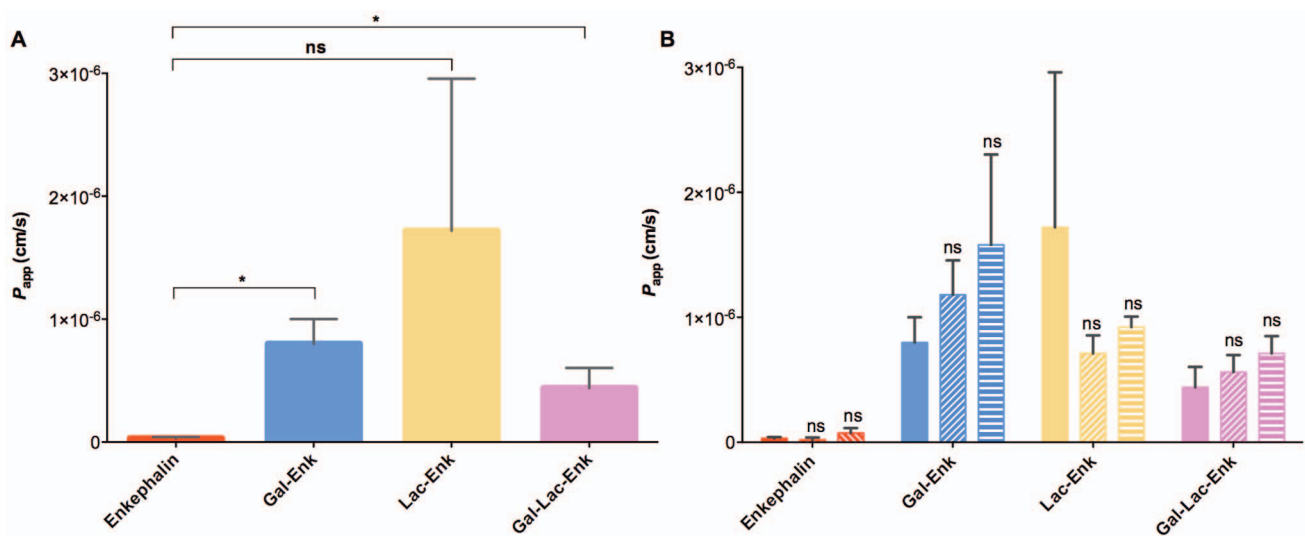 A
*
ns
*
3×10⁻⁶
2×10⁻⁶
1×10⁻⁶
0
Papp (cm/s)
Enkephalin
Gal-Enk
Lac-Enk
Gal-Lac-Enk
B
3×10⁻⁶
2×10⁻⁶
1×10⁻⁶
0
Papp (cm/s)
ns
ns
ns
ns
ns
ns
ns
ns
Enkephalin
Gal-Enk
Lac-Enk
Gal-Lac-Enk